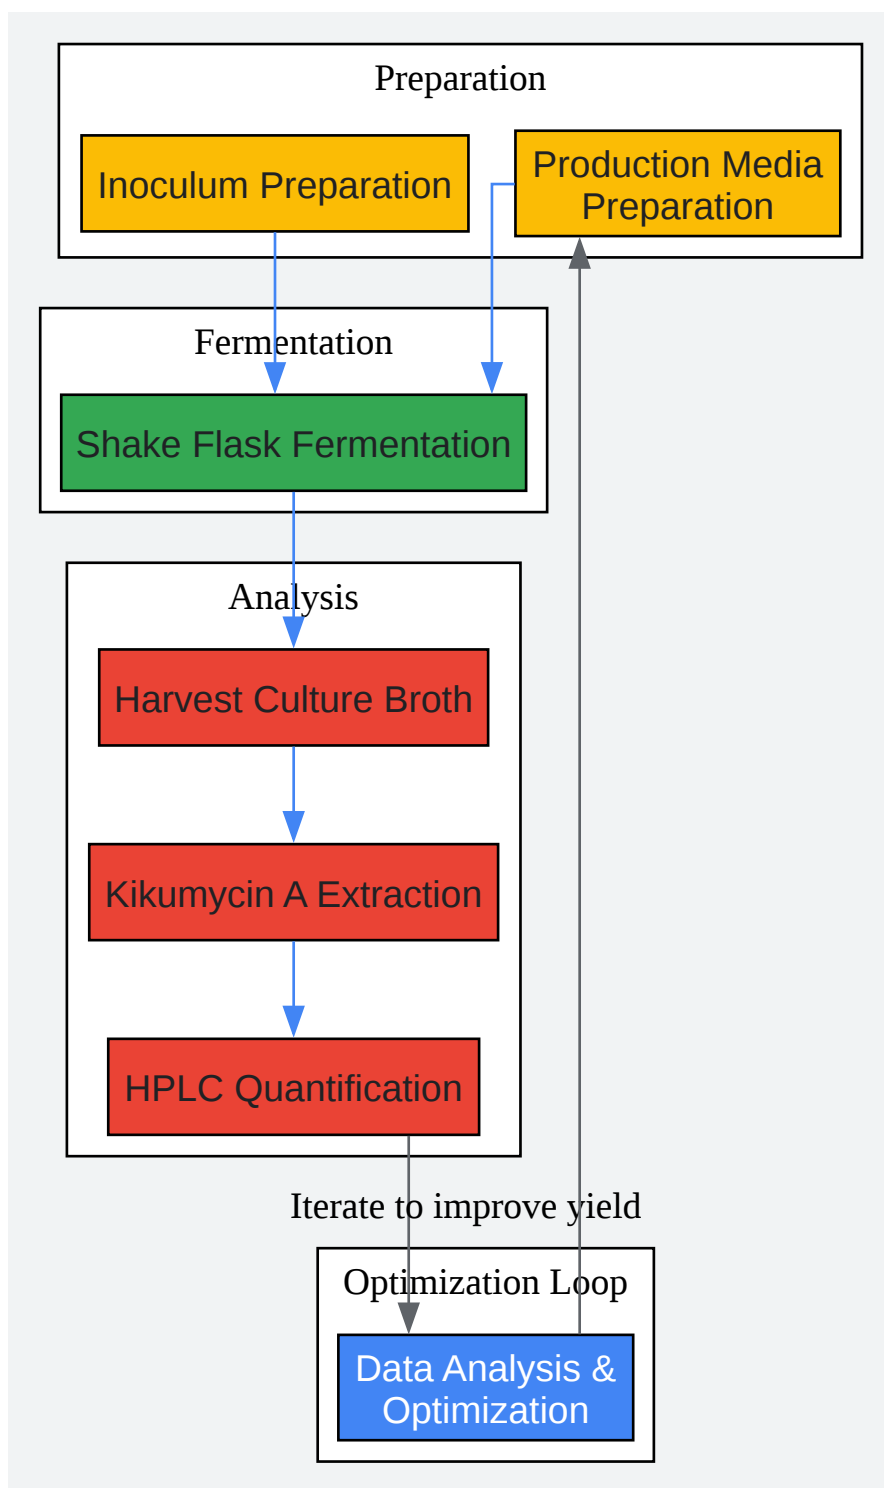 Preparation
Inoculum Preparation
Production Media
Preparation
Fermentation
Shake Flask Fermentation
Analysis
Harvest Culture Broth
Kikumycin A Extraction
HPLC Quantification
Iterate to improve yield
Optimization Loop
Data Analysis &
Optimization